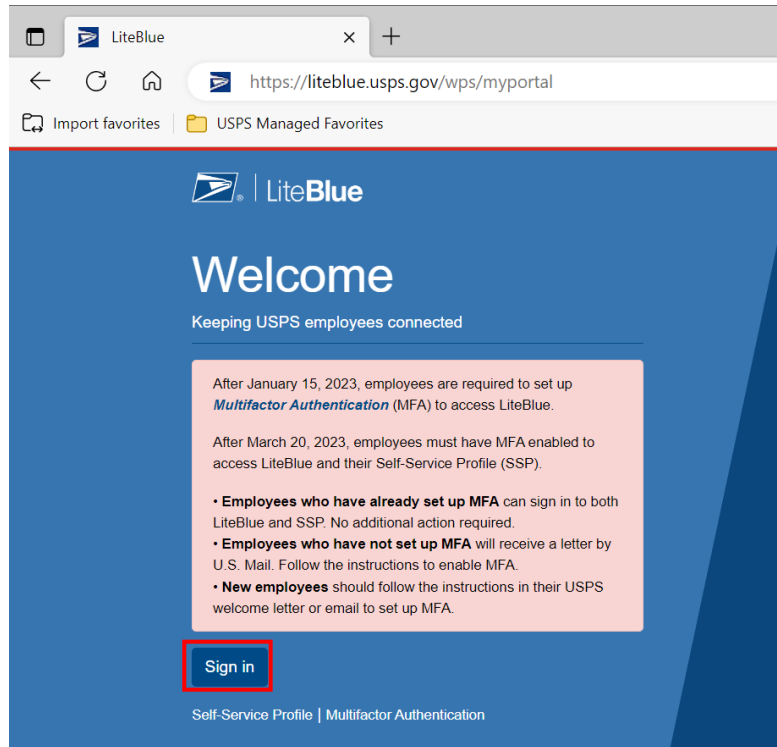 LiteBlue
https://liteblue.usps.gov/wps/myportal
Import favorites
USPS Managed Favorites
® LiteBlue
Welcome
Keeping USPS employees connected
After January 15, 2023, employees are required to set up
Multifactor Authentication (MFA) to access LiteBlue.
After March 20, 2023, employees must have MFA enabled to
access LiteBlue and their Self-Service Profile (SSP).
• Employees who have already set up MFA can sign in to both
LiteBlue and SSP. No additional action required.
• Employees who have not set up MFA will receive a letter by
U.S. Mail. Follow the instructions to enable MFA.
• New employees should follow the instructions in their USPS
welcome letter or email to set up MFA.
Sign in
Self-Service Profile | Multifactor Authentication